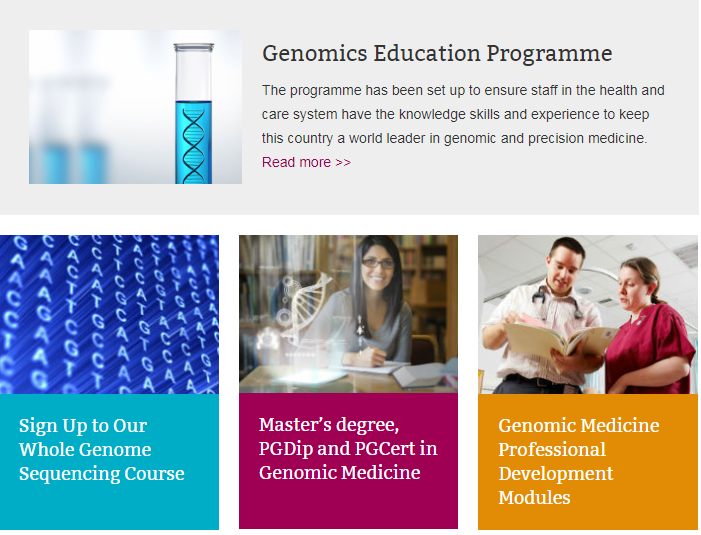 Genomics Education Programme
The programme has been set up to ensure staff in the health and
care system have the knowledge skills and experience to keep
this country a world leader in genomic and precision medicine.
Read more >>
Sign Up to Our
Whole Genome
Sequencing Course
Master's degree,
PGDip and PGCert in
Genomic Medicine
Genomic Medicine
Professional
Development
Modules